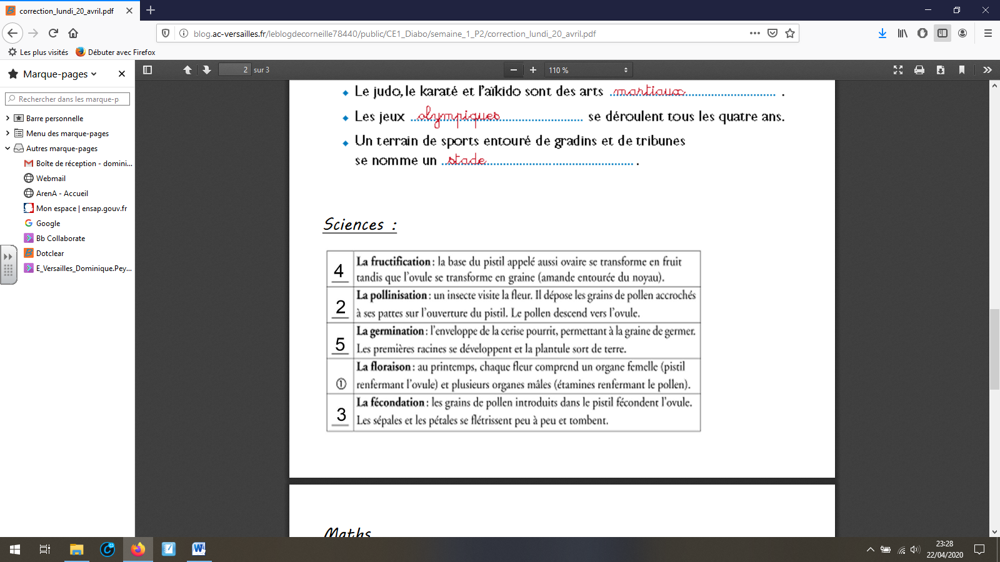 correction_lundi_20_avril.pdf
blog.ac-versailles.fr/leblogdecorneille78440/public/CE1_Diabo/semaine_1_P2/correction_lundi_20_avril.pdf
Les plus visités Débuter avec Firefox
Marque-pages
2 sur 3
110 %
Rechercher dans les marque-p
Barre personnelle
Menu des marque-pages
Autres marque-pages
Boîte de réception - domini...
Webmail
ArenA - Accueil
Mon espace | ensap.gouv.fr
Google
Bb Collaborate
Dotclear
E_Versailles_Dominique.Pey...
Le judo, le karaté et l'aïkido sont des arts martiaux .
Les jeux olympiques se déroulent tous les quatre ans.
Un terrain de sports entouré de gradins et de tribunes
se nomme un stade .
Sciences :
4 La fructification : la base du pistil appelé aussi ovaire se transforme en fruit
tandis que l'ovule se transforme en graine (amande entourée du noyau).
2 La pollinisation : un insecte visite la fleur. Il dépose les grains de pollen accrochés
à ses pattes sur l'ouverture du pistil. Le pollen descend vers l'ovule.
5 La germination : l'enveloppe de la cerise pourrit, permettant à la graine de germer.
Les premières racines se développent et la plantule sort de terre.
① La floraison : au printemps, chaque fleur comprend un organe femelle (pistil
renfermant l'ovule) et plusieurs organes mâles (étamines renfermant le pollen).
3 La fécondation : les grains de pollen introduits dans le pistil fécondent l'ovule.
Les sépales et les pétales se flétrissent peu à peu et tombent.
Maths
23:28
22/04/2020